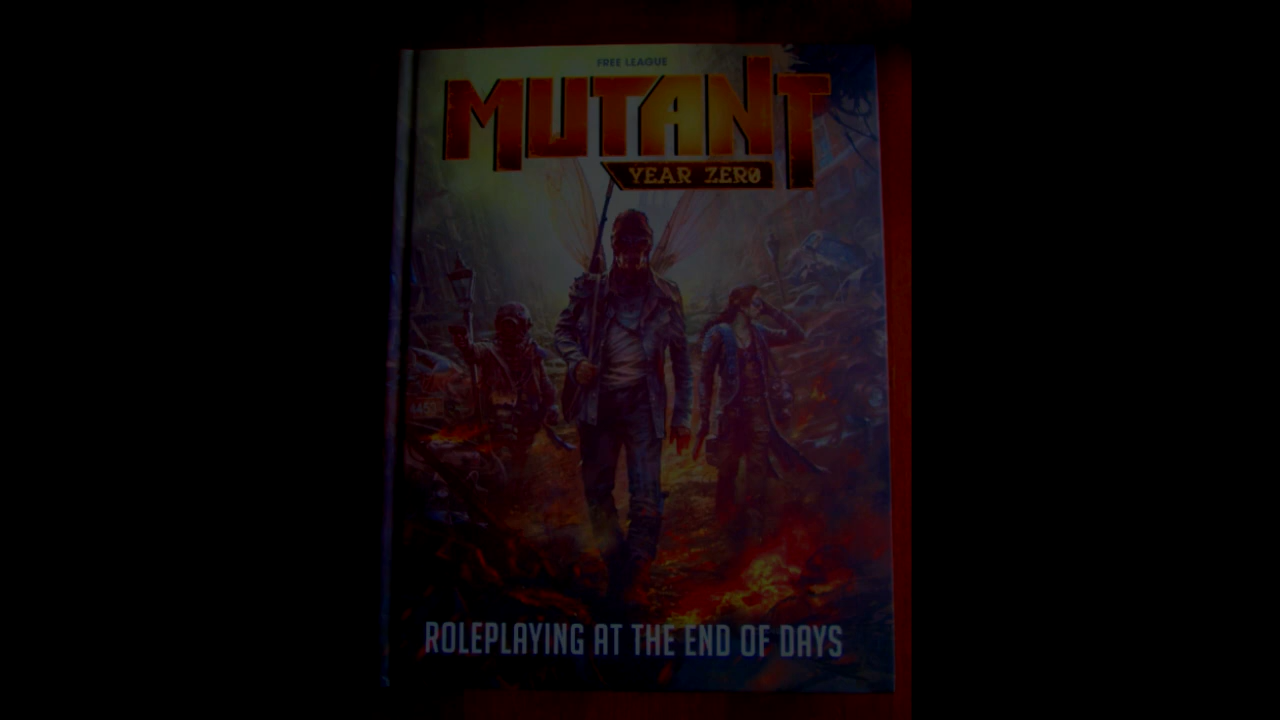 FREE LEAGUE
MUTANT
YEAR ZERO
ROLEPLAYING AT THE END OF DAYS